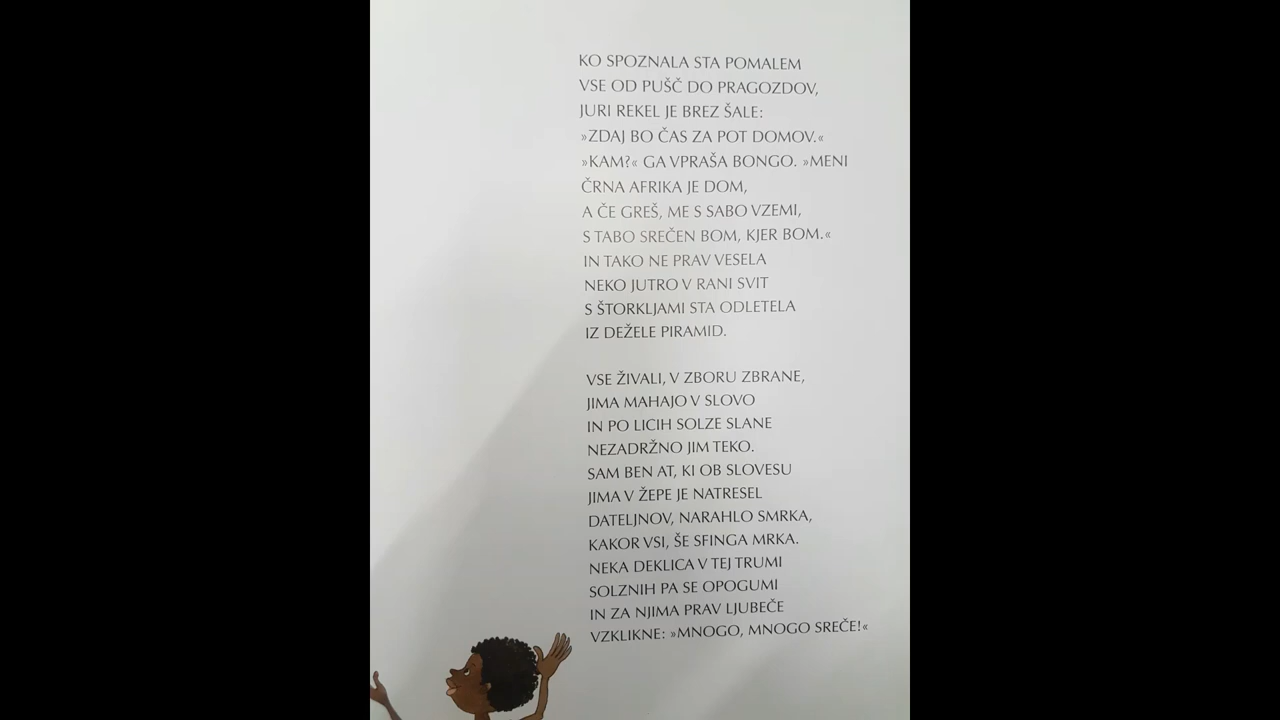 KO SPOZNALA STA POMALEM
VSE OD PUŠČ DO PRAGOZDOV,
JURI REKEL JE BREZ ŠALE:
»ZDAJ BO ČAS ZA POT DOMOV.«
»KAM?« GA VPRAŠA BONGO. »MENI
ČRNA AFRIKA JE DOM,
A ČE GREŠ, ME S SABO VZEMI,
S TABO SREČEN BOM, KJER BOM.«
IN TAKO NE PRAV VESELA
NEKO JUTRO V RANI SVIT
S ŠTORKLJAMI STA ODLETELA
IZ DEŽELE PIRAMID.
VSE ŽIVALI, V ZBORU ZBRANE,
JIMA MAHAJO V SLOVO
IN PO LICIH SOLZE SLANE
NEZADRŽNO JIM TEKO.
SAM BEN AT, KI OB SLOVESU
JIMA V ŽEPE JE NATRESEL
DATELJNOV, NARAHLO SMRKA,
KAKOR VSI, ŠE SFINGA MRKA.
NEKA DEKLICA V TEJ TRUMI
SOLZNIH PA SE OPOGUMI
IN ZA NJIMA PRAV LJUBEČE
VZKLIKNE: »MNOGO, MNOGO SREČE!«